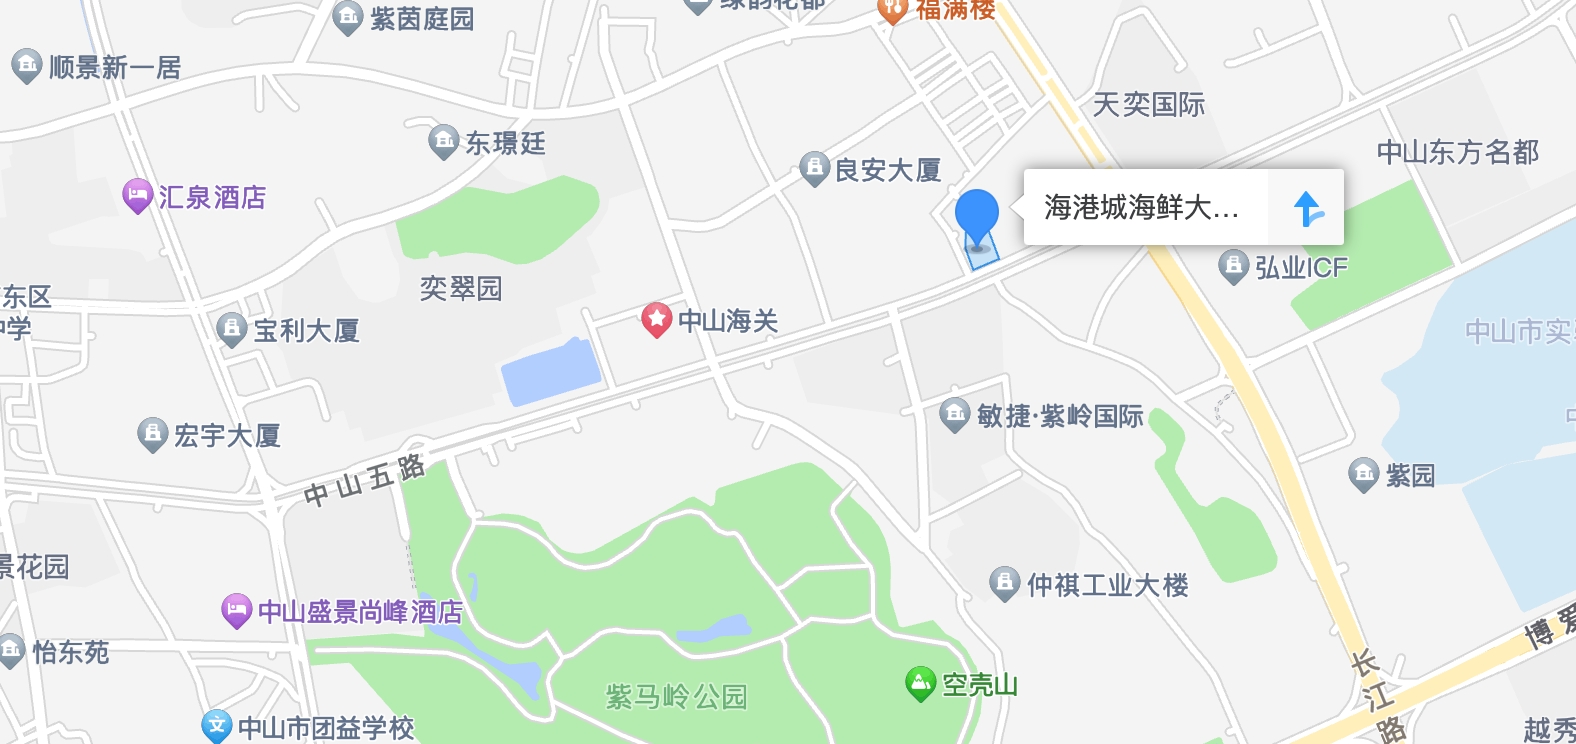 紫茵庭园
福满楼
顺景新一居
天奕国际
东璟廷
中山东方名都
良安大厦
汇泉酒店
海港城海鲜大...
弘业ICF
奕翠园
东区
中学
宝利大厦
中山海关
中山市实
敏捷·紫岭国际
宏宇大厦
中山五路
紫园
景花园
仲祺工业大楼
中山盛景尚峰酒店
博爱
怡东苑
长江路
空壳山
紫马岭公园
中山市团益学校
越秀